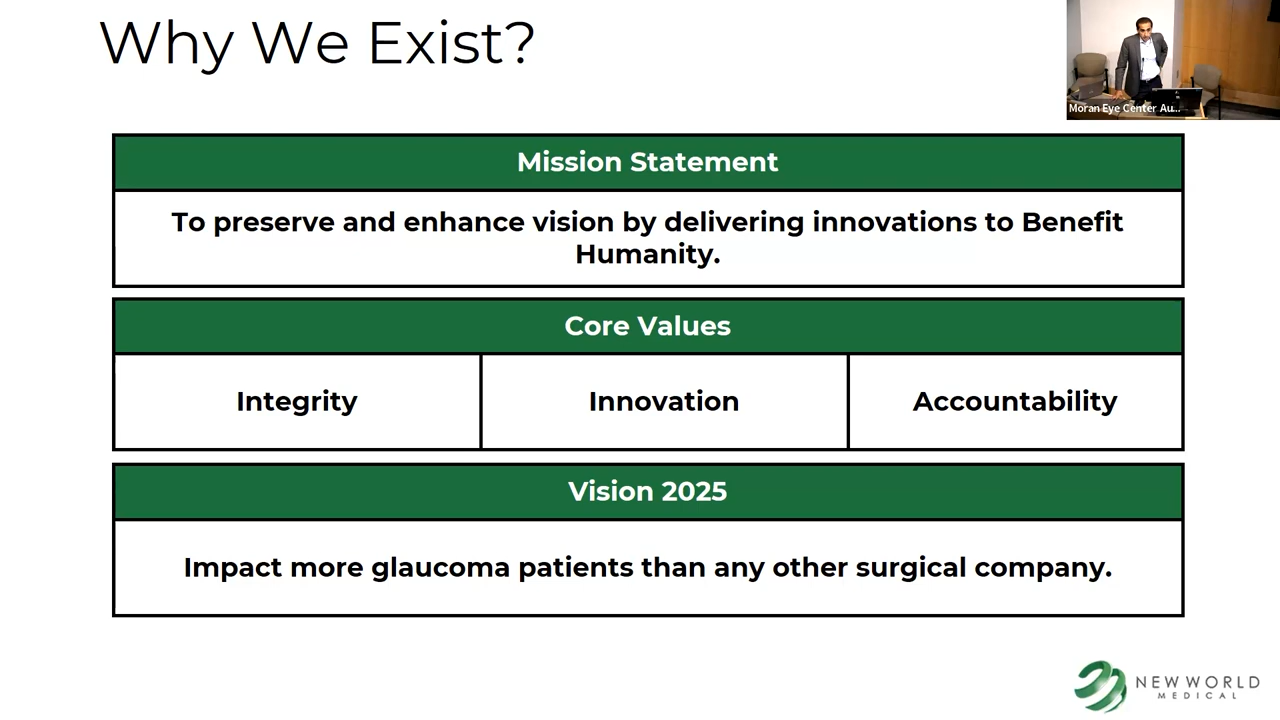 Why We Exist?
Moran Eye Center Au...
Mission Statement
To preserve and enhance vision by delivering innovations to Benefit
Humanity.
Core Values
Integrity
Innovation
Accountability
Vision 2025
Impact more glaucoma patients than any other surgical company.
NEW WORLD
MEDICAL